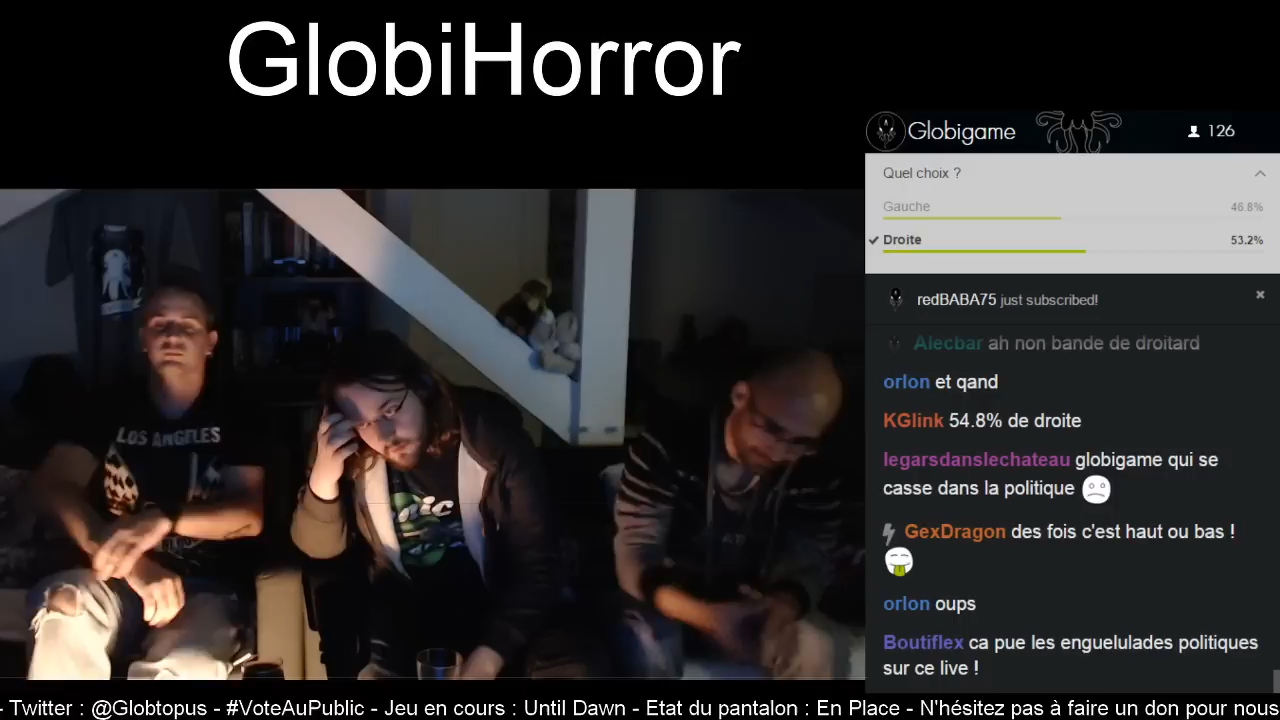 GlobiHorror
Globigame
126
Quel choix ?
Gauche 46.8%
Droite 53.2%
redBABA75 just subscribed!
Alecbar ah non bande de droitard
orlon et qand
KGlink 54.8% de droite
legarsdanslechateau globigame qui se
casse dans la politique
GexDragon des fois c'est haut ou bas !
orlon oups
Boutiflex ca pue les enguelulades politiques
sur ce live !
LOS ANGELES
- Twitter : @Globtopus - #VoteAuPublic - Jeu en cours : Until Dawn - Etat du pantalon : En Place - N'hésitez pas à faire un don pour nous